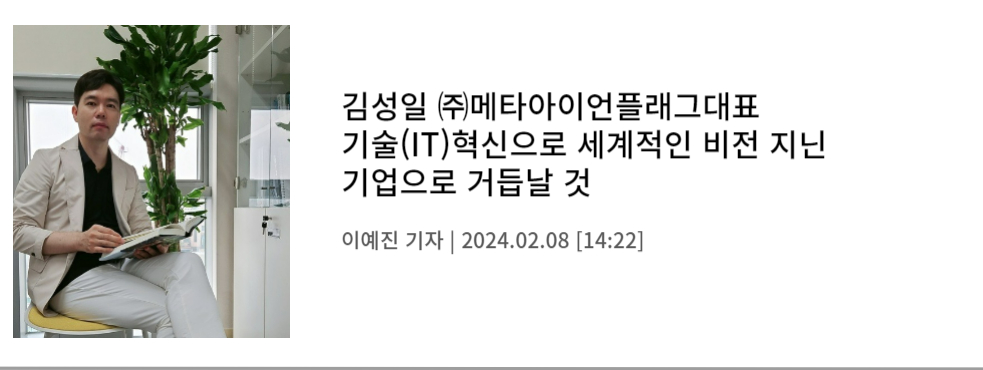 김성일 ㈜메타아이언플래그대표
기술(IT)혁신으로 세계적인 비전 지닌
기업으로 거듭날 것
이예진 기자 | 2024.02.08 [14:22]